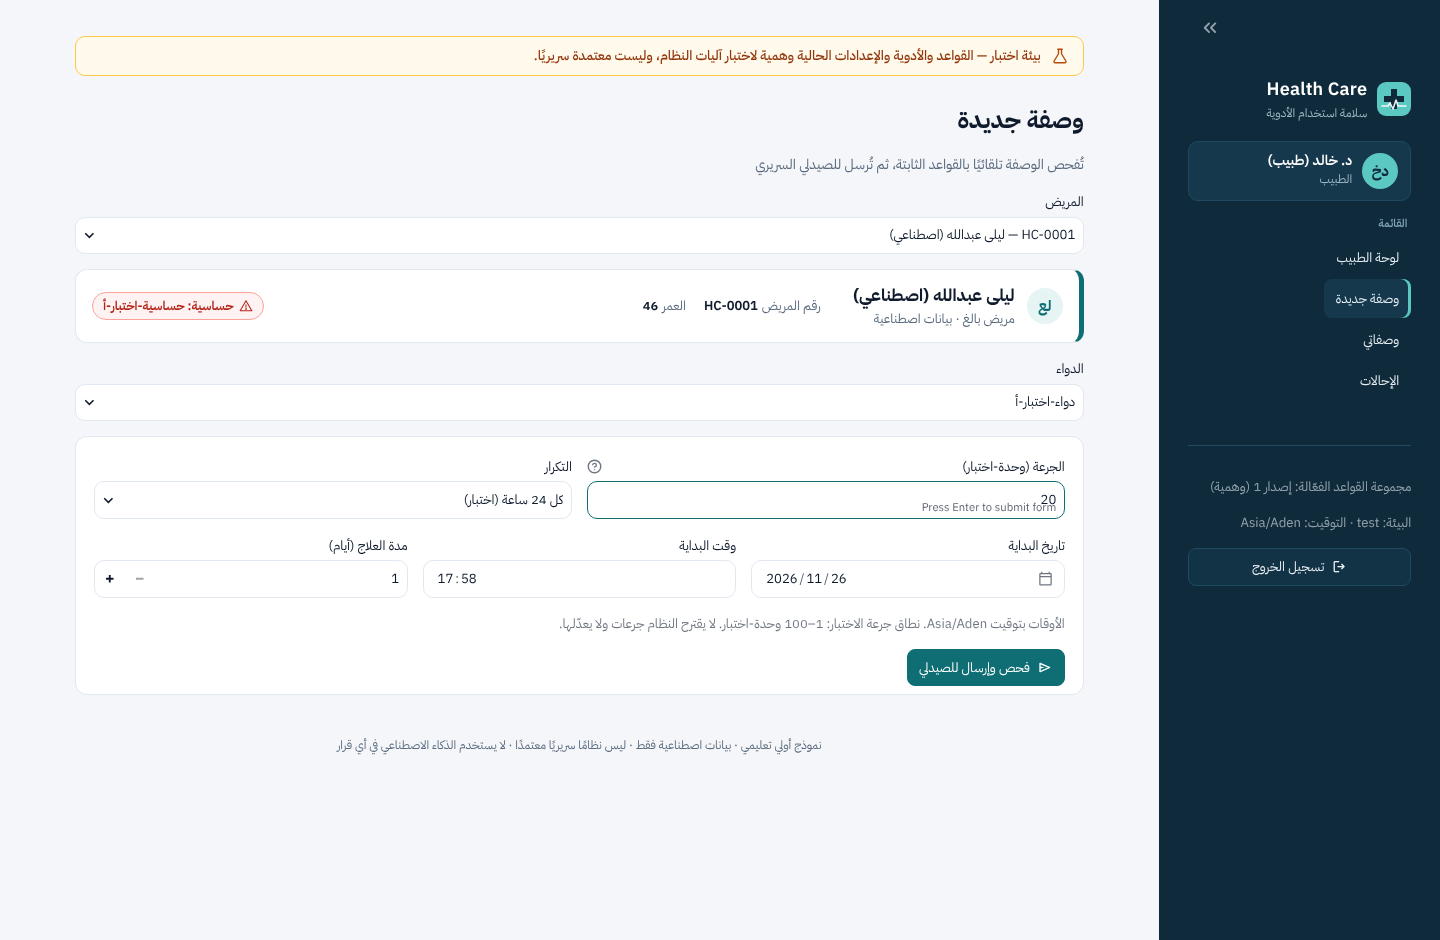 Health Care
سلامة استخدام الأدوية
دخ
د. خالد (طبيب)
الطبيب
القائمة
لوحة الطبيب
وصفة جديدة
وصفاتي
الإحالات
مجموعة القواعد الفعّالة: إصدار 1 (وهمية)
البيئة: test · التوقيت: Asia/Aden
تسجيل الخروج
بيئة اختبار — القواعد والأدوية والإعدادات الحالية وهمية لاختبار آليات النظام، وليست معتمدة سريريًا.
وصفة جديدة
تُفحص الوصفة تلقائيًا بالقواعد الثابتة، ثم تُرسل للصيدلي السريري
المريض
HC-0001 — ليلى عبدالله (اصطناعي)
لع
ليلى عبدالله (اصطناعي)
مريض بالغ · بيانات اصطناعية
رقم المريض HC-0001
العمر 46
حساسية: حساسية-اختبار-أ
الدواء
دواء-اختبار-أ
الجرعة (وحدة-اختبار)
20
Press Enter to submit form
التكرار
كل 24 ساعة (اختبار)
تاريخ البداية
2026/11/26
وقت البداية
17:58
مدة العلاج (أيام)
1
الأوقات بتوقيت Asia/Aden. نطاق جرعة الاختبار: 1–100 وحدة-اختبار. لا يقترح النظام جرعات ولا يعدّلها.
فحص وإرسال للصيدلي
نموذج أولي تعليمي · بيانات اصطناعية فقط · ليس نظامًا سريريًا معتمدًا · لا يستخدم الذكاء الاصطناعي في أي قرار